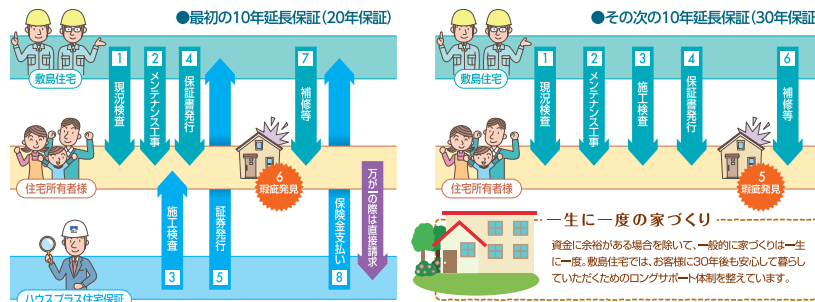 ●最初の10年延長保証(20年保証)
敷島住宅
1 現況検査
2 メンテナンス工事
4 保証書発行
7 補修等
住宅所有者様
6
瑕疵発見
万が一の際は直接請求
施工検査 3
証券発行 5
保険金支払い 8
ハウスプラス住宅保証
●その次の10年延長保証(30年保証
敷島住宅
1 現況検査
2 メンテナンス工事
3 施工検査
4 保証書発行
6 補修等
住宅所有者様
5
瑕疵発見
一生に一度の家づくり
資金に余裕がある場合を除いて、一般的に家づくりは一生
に一度。敷島住宅では、お客様に30年後も安心して暮らし
ていただくためのロングサポート体制を整えています。